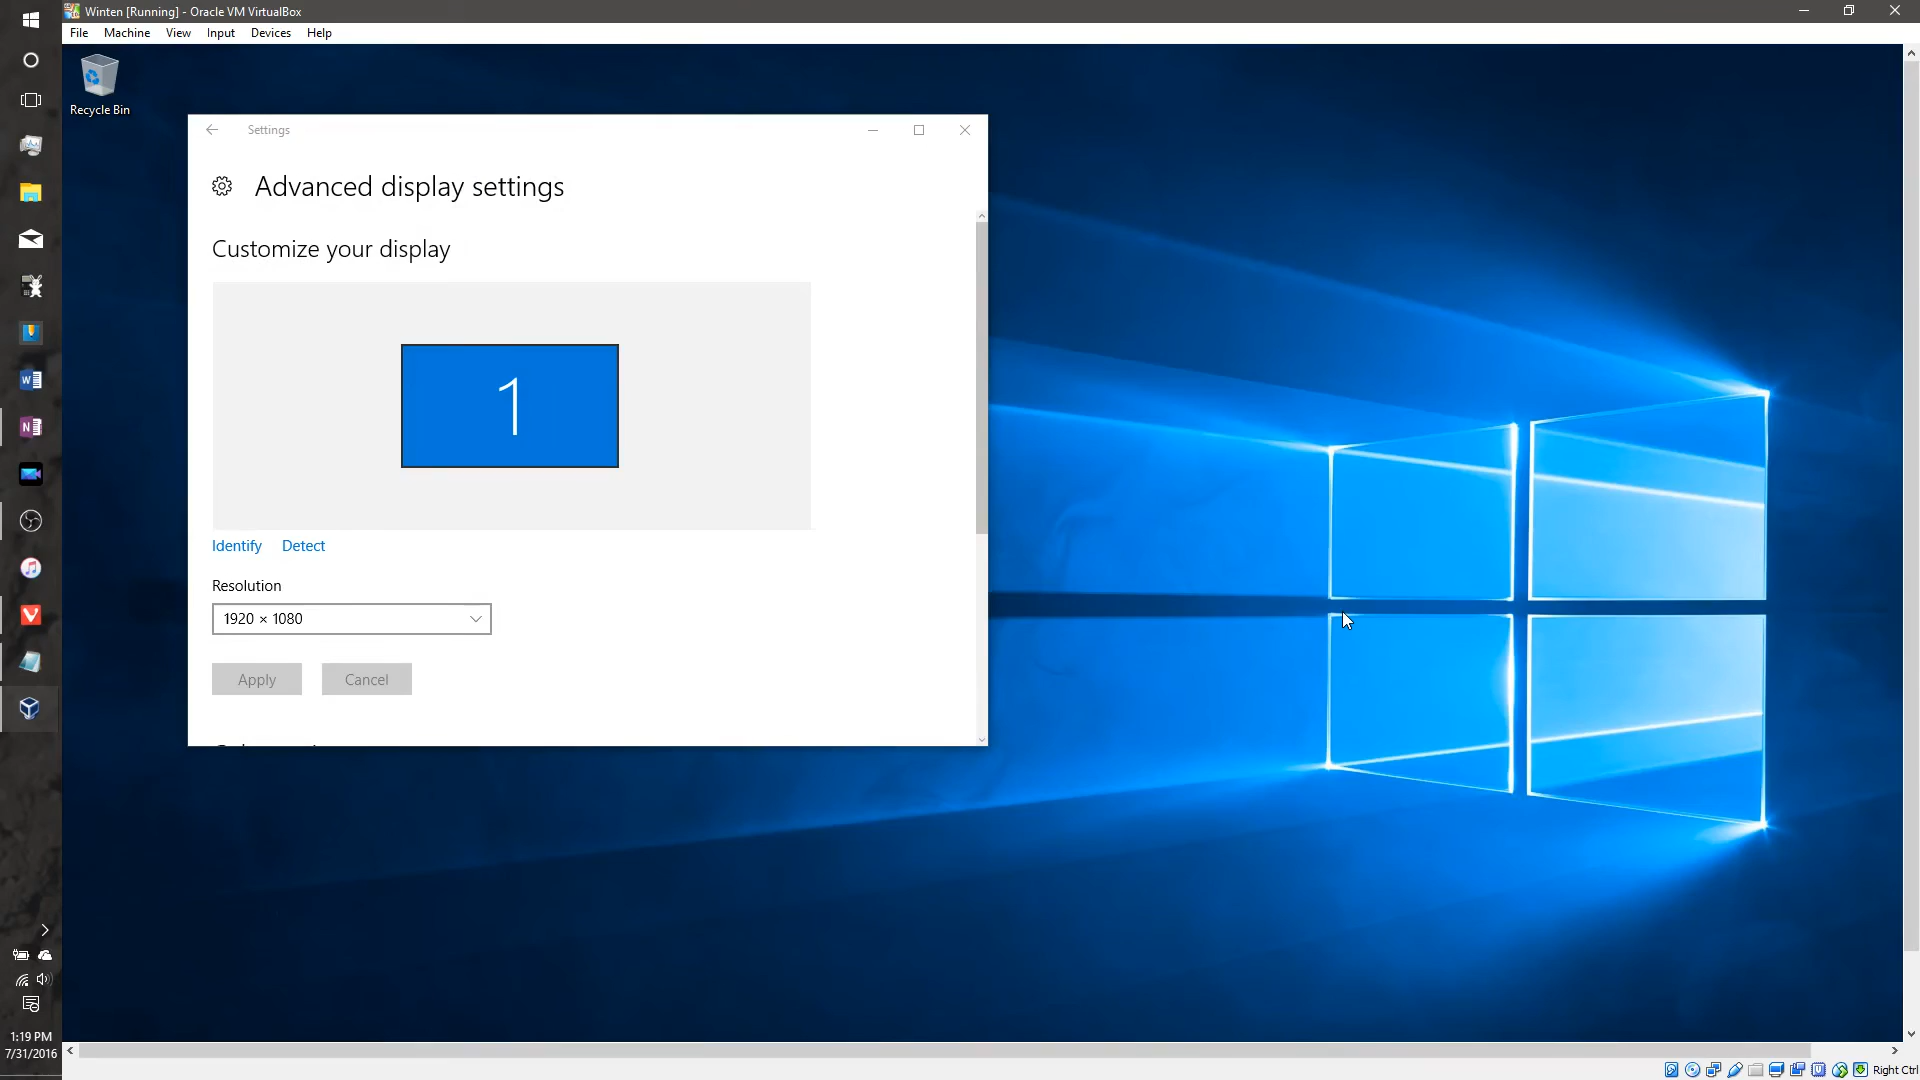 Winten [Running] - Oracle VM VirtualBox
File Machine View Input Devices Help
Recycle Bin
Settings
Advanced display settings
Customize your display
1
Identify Detect
Resolution
1920 × 1080
Apply Cancel
1:19 PM
7/31/2016
Right Ctrl